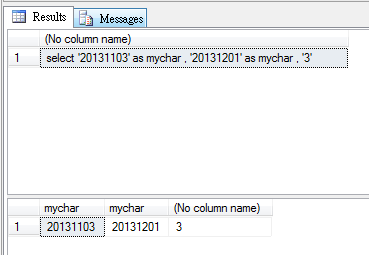 Results Messages
(No column name)
1 select '20131103' as mychar , '20131201' as mychar , '3'
mychar mychar (No column name)
1 20131103 20131201 3